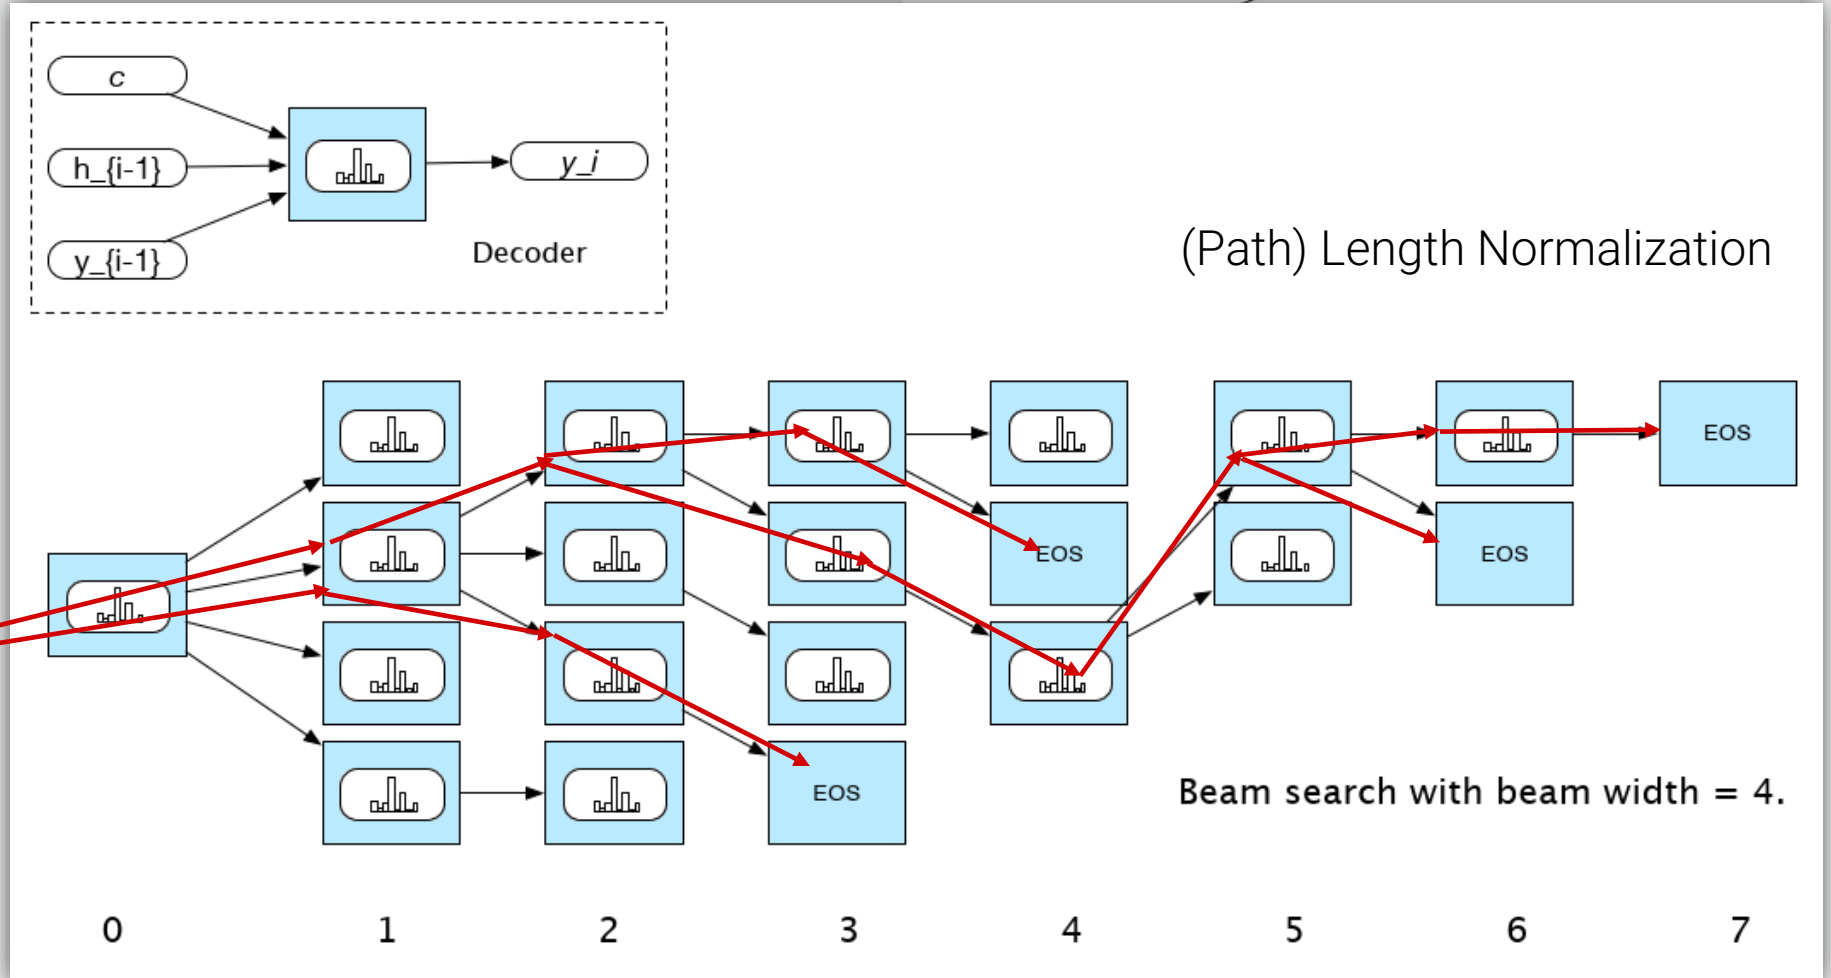 c
h_{i-1}
y_i
y_{i-1}
Decoder
(Path) Length Normalization
EOS
EOS
EOS
EOS
Beam search with beam width = 4.
0 1 2 3 4 5 6 7